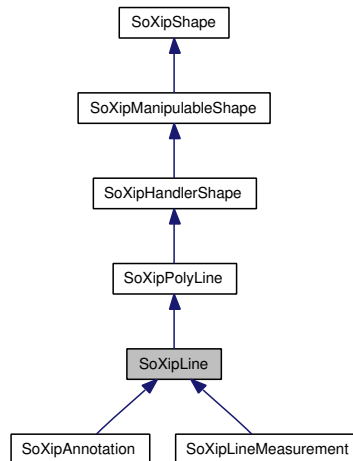 SoXipShape
SoXipManipulableShape
SoXipHandlerShape
SoXipPolyLine
SoXipLine
SoXipAnnotation
SoXipLineMeasurement